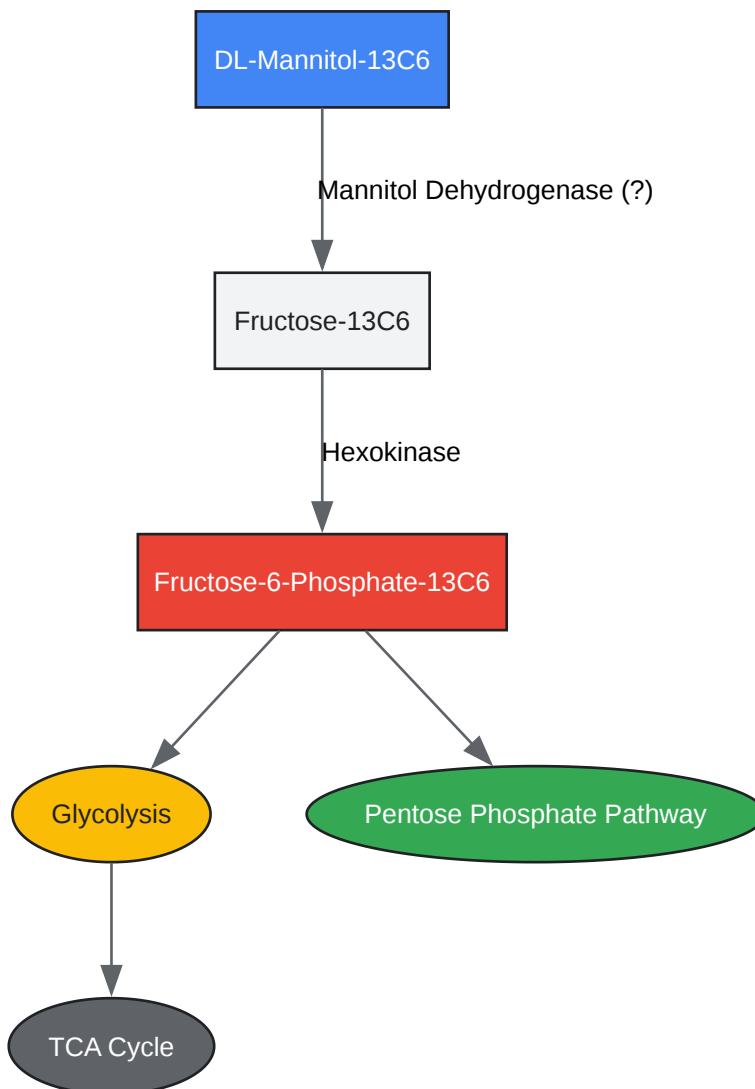 DL-Mannitol-13C6
Mannitol Dehydrogenase (?)
Fructose-13C6
Hexokinase
Fructose-6-Phosphate-13C6
Glycolysis
Pentose Phosphate Pathway
TCA Cycle